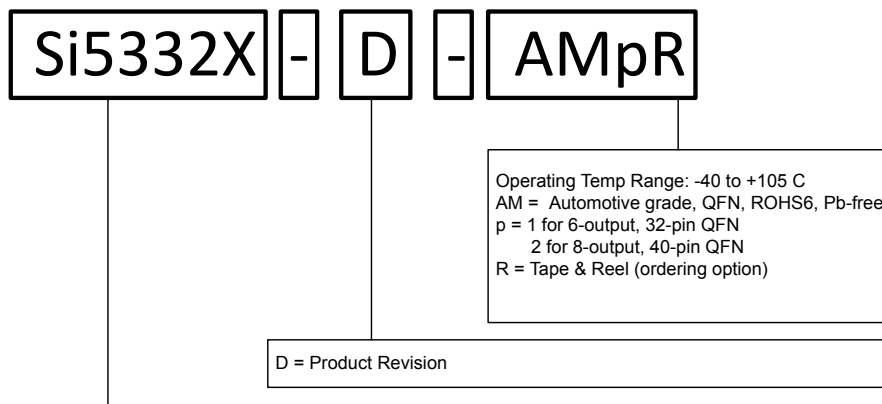 Si5332X - D - AMpR
Operating Temp Range: -40 to +105 C
AM = Automotive grade, QFN, ROHS6, Pb-free
p = 1 for 6-output, 32-pin QFN
2 for 8-output, 40-pin QFN
R = Tape & Reel (ordering option)
D = Product Revision